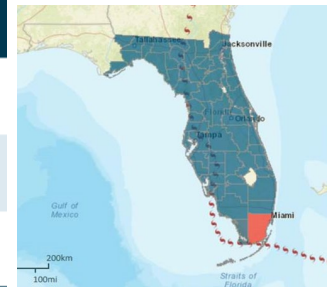 Tallahassee
Jacksonville
Orlando
Tampa
Gulf of
Mexico
Miami
200km
100mi
Straits of
Florida